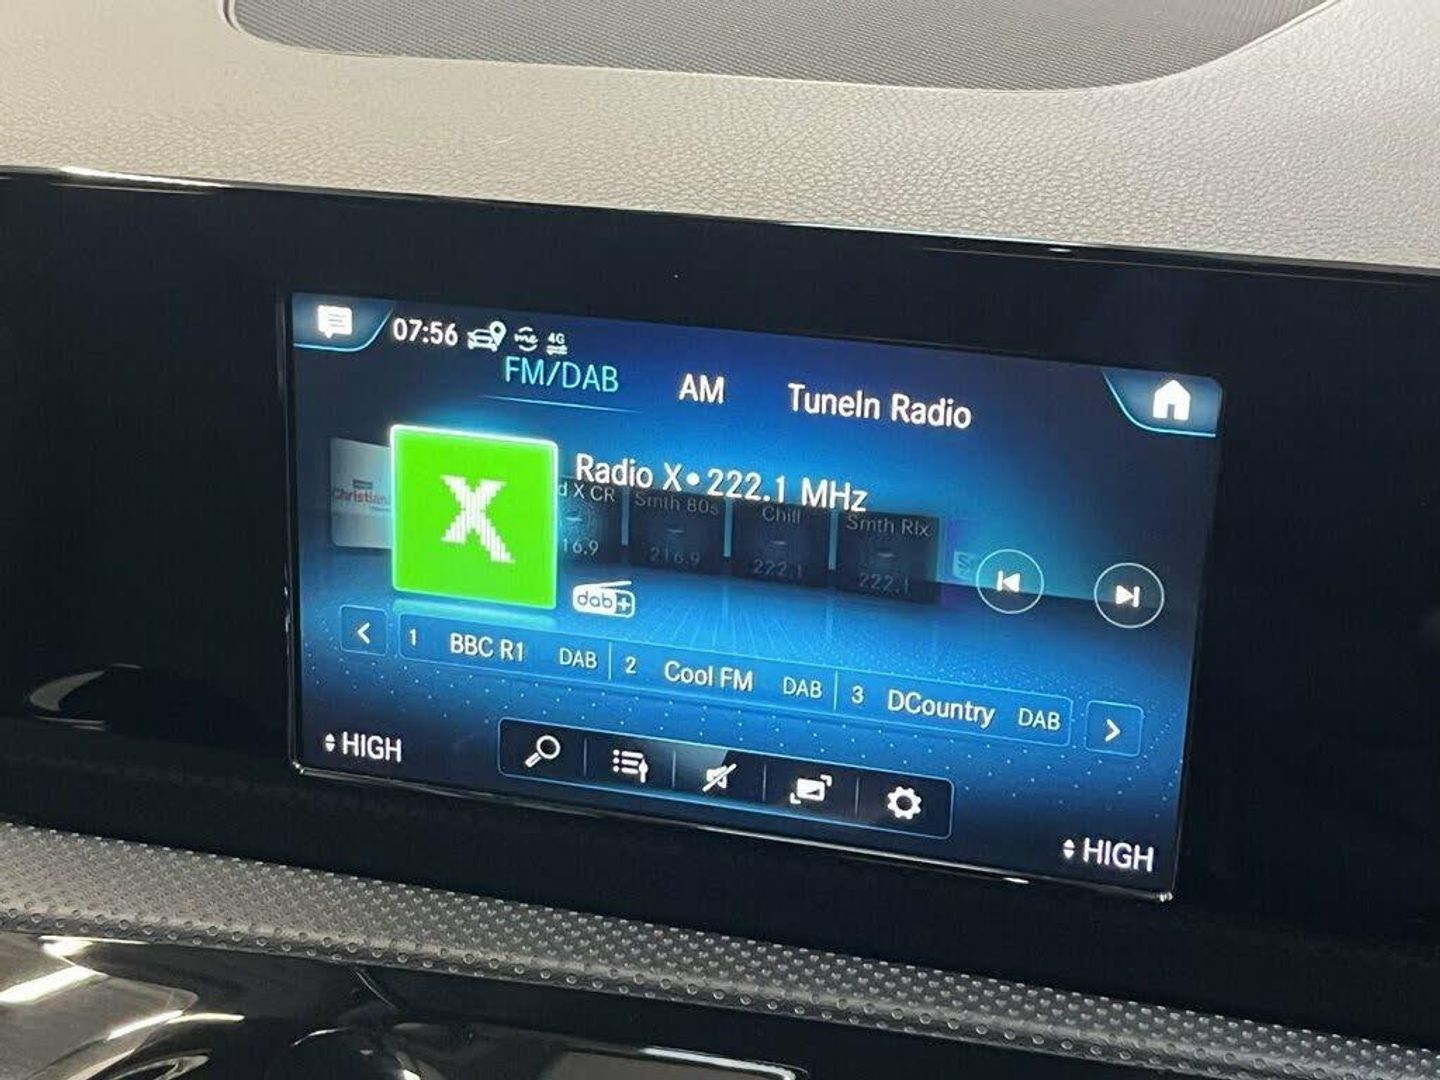 07:56
me
4G
FM/DAB
AM
TuneIn Radio
Christian
X
Radio X • 222.1 MHz
d X CR
16.9
Smth 80s
216.9
Chill
222.1
Smth Rlx
222.1
dab+
1 BBC R1 DAB
2 Cool FM DAB
3 DCountry DAB
HIGH
HIGH